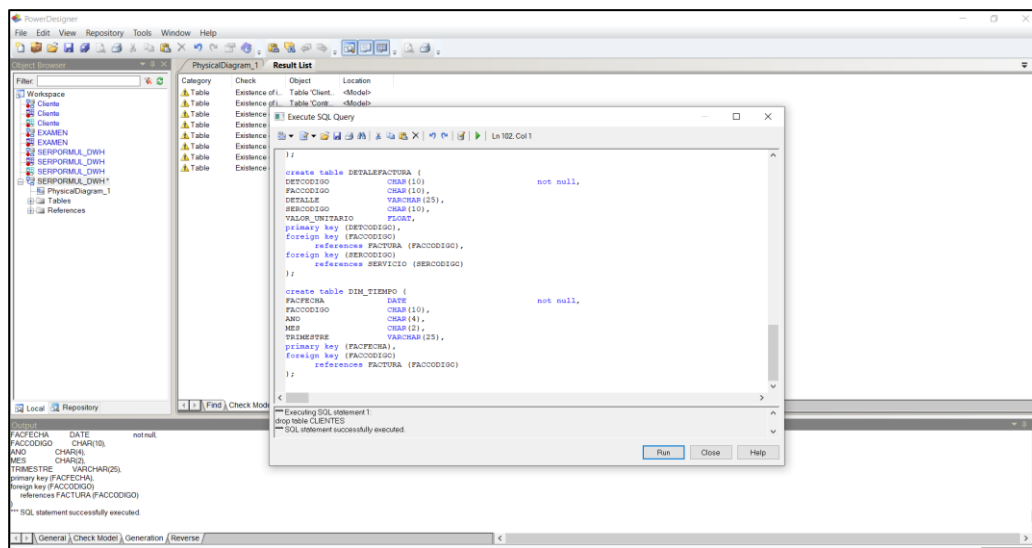 PowerDesigner
File Edit View Repository Tools Window Help
Object Browser
PhysicalDiagram_1 Result List
Filter:
Workspace
Cliente
Cliente
Cliente
EXAMEN
EXAMEN
SERPORMUL_DWH
SERPORMUL_DWH
SERPORMUL_DWH
SERPORMUL_DWH *
PhysicalDiagram_1
Tables
References
Local Repository
Category Check Object Location
Table Existence of i... Table 'Client... <Model>
Table Existence of i... Table 'Contr... <Model>
Table Existence
Table Existence
Table Existence
Table Existence
Table Existence
Table Existence
Find Check Mode
Execute SQL Query
Ln 102, Col 1
);
create table DETALEFACTURA (
DETCODIGO CHAR(10) not null,
FACCODIGO CHAR(10),
DETALLE VARCHAR(25),
SERCODIGO CHAR(10),
VALOR_UNITARIO FLOAT,
primary key (DETCODIGO),
foreign key (FACCODIGO)
references FACTURA (FACCODIGO),
foreign key (SERCODIGO)
references SERVICIO (SERCODIGO)
);
create table DIM_TIEMPO (
FACFECHA DATE not null,
FACCODIGO CHAR(10),
ANO CHAR(4),
MES CHAR(2),
TRIMESTRE VARCHAR(25),
primary key (FACFECHA),
foreign key (FACCODIGO)
references FACTURA (FACCODIGO)
);
*** Executing SQL statement 1:
drop table CLIENTES
*** SQL statement successfully executed.
Run Close Help
Output
FACFECHA DATE not null,
FACCODIGO CHAR(10),
ANO CHAR(4),
MES CHAR(2),
TRIMESTRE VARCHAR(25),
primary key (FACFECHA),
foreign key (FACCODIGO)
references FACTURA (FACCODIGO)
)
*** SQL statement successfully executed.
General Check Model Generation Reverse